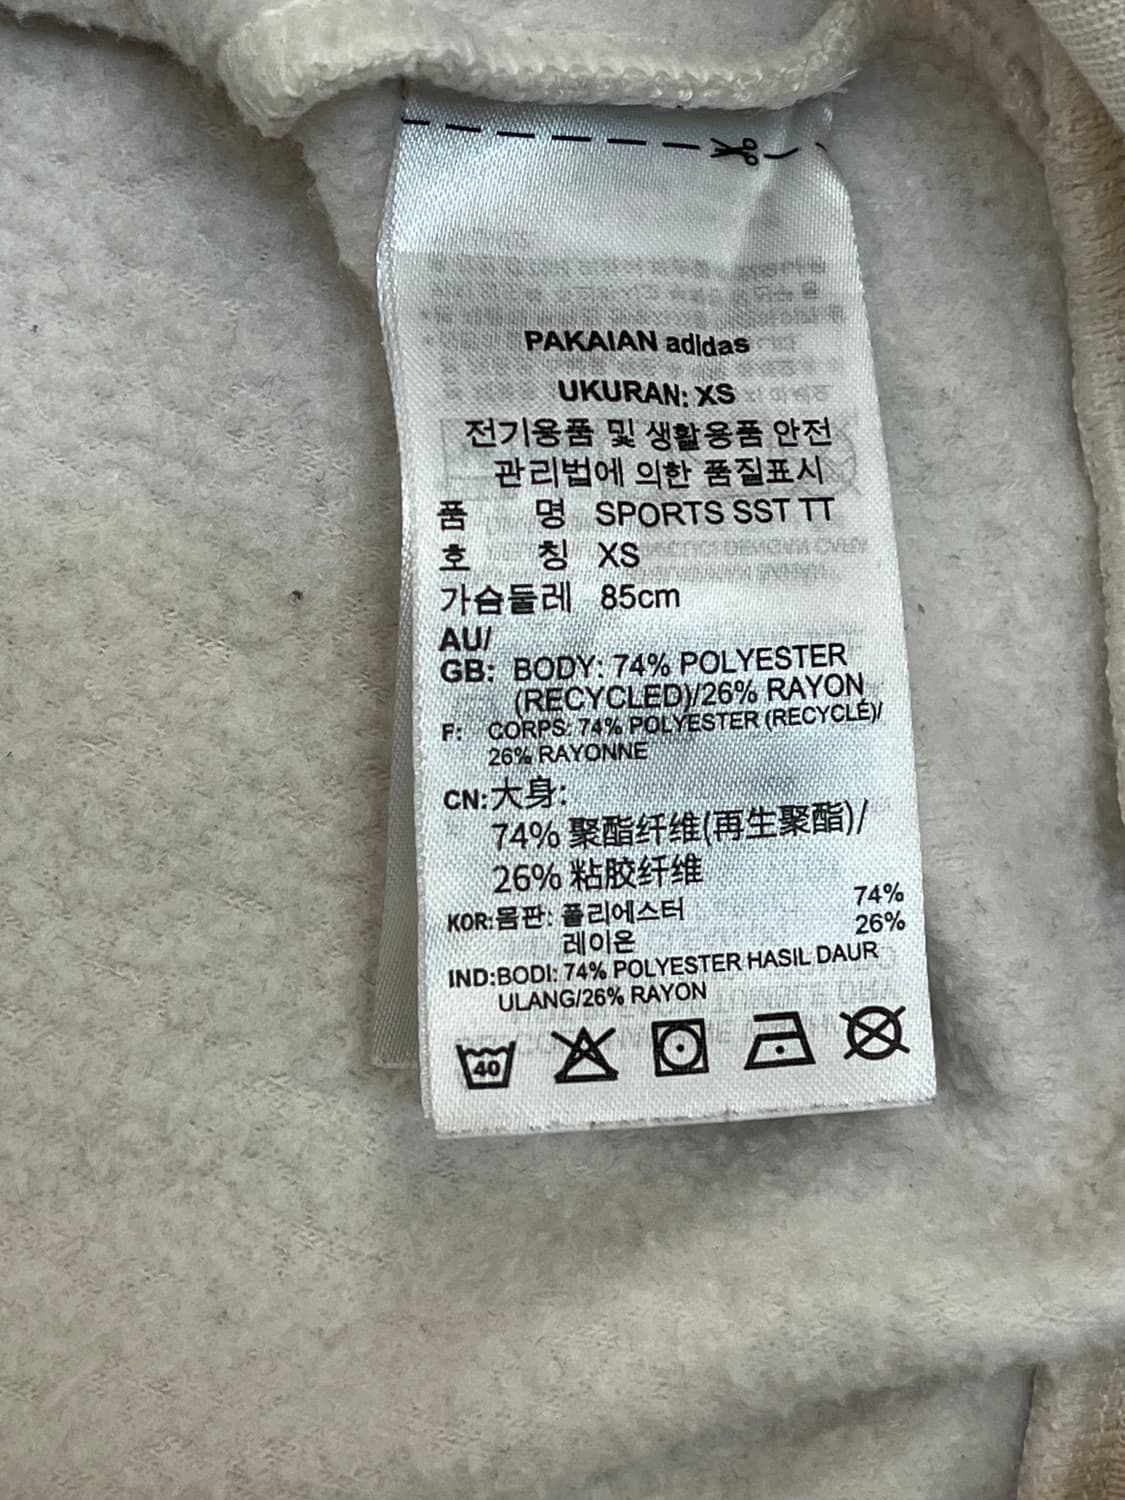 PAKAIAN adidas
UKURAN: XS
전기용품 및 생활용품 안전
관리법에 의한 품질표시
품 명 SPORTS SST TT
호 칭 XS
가슴둘레 85cm
AU/
GB: BODY: 74% POLYESTER
(RECYCLED)/26% RAYON
F: CORPS: 74% POLYESTER (RECYCLÉ)/
26% RAYONNE
CN:大身:
74% 聚酯纤维(再生聚酯)/
26% 粘胶纤维
KOR:몸판: 폴리에스터 74%
레이온 26%
IND:BODI: 74% POLYESTER HASIL DAUR
ULANG/26% RAYON
40